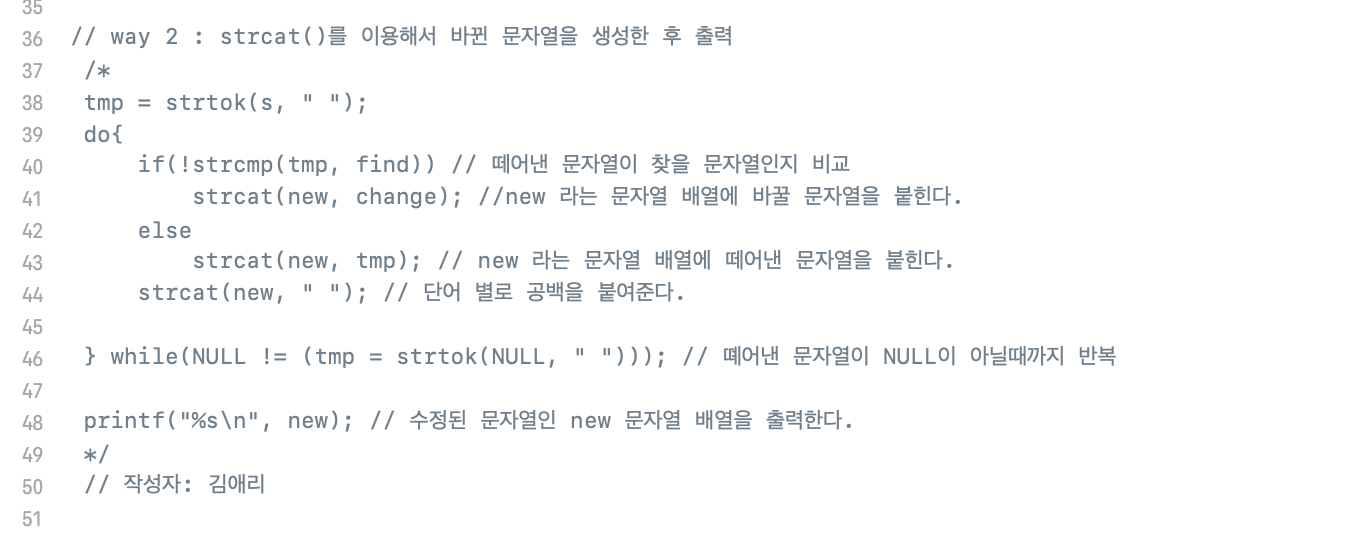 35
36 // way 2 : strcat()를 이용해서 바뀐 문자열을 생성한 후 출력
37 /*
38 tmp = strtok(s, " ");
39 do{
40 if(!strcmp(tmp, find)) // 떼어낸 문자열이 찾을 문자열인지 비교
41 strcat(new, change); //new 라는 문자열 배열에 바꿀 문자열을 붙힌다.
42 else
43 strcat(new, tmp); // new 라는 문자열 배열에 떼어낸 문자열을 붙힌다.
44 strcat(new, " "); // 단어 별로 공백을 붙여준다.
45
46 } while(NULL != (tmp = strtok(NULL, " "))); // 뗴어낸 문자열이 NULL이 아닐때까지 반복
47
48 printf("%s\n", new); // 수정된 문자열인 new 문자열 배열을 출력한다.
49 */
50 // 작성자: 김애리
51